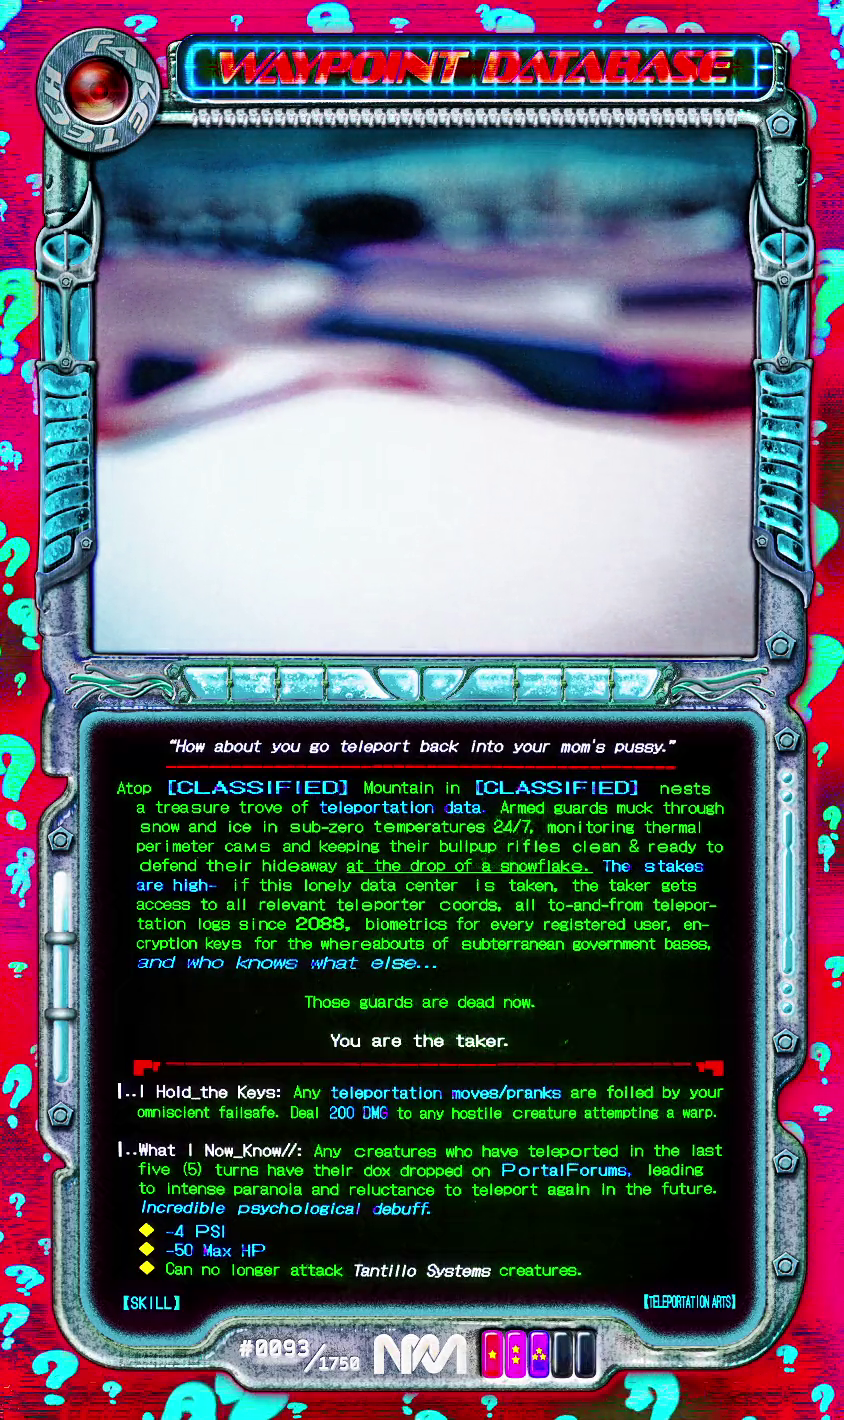 FAKE TECH
WAYPOINT DATABASE
"How about you go teleport back into your mom's pussy."
Atop [CLASSIFIED] Mountain in [CLASSIFIED] nests
a treasure trove of teleportation data. Armed guards muck through
snow and ice in sub-zero temperatures 24/7, monitoring thermal
perimeter cams and keeping their bullpup rifles clean & ready to
defend their hideaway at the drop of a snowflake. The stakes
are high- if this lonely data center is taken, the taker gets
access to all relevant teleporter coords, all to-and-from telepor-
tation logs since 2088, biometrics for every registered user, en-
cryption keys for the whereabouts of subterranean government bases,
and who knows what else...
Those guards are dead now.
You are the taker.
|..I Hold_the Keys: Any teleportation moves/pranks are foiled by your
omniscient failsafe. Deal 200 DMG to any hostile creature attempting a warp.
|..What I Now_Know//: Any creatures who have teleported in the last
five (5) turns have their dox dropped on PortalForums, leading
to intense paranoia and reluctance to teleport again in the future.
Incredible psychological debuff.
-4 PSI
-50 Max HP
Can no longer attack Tantillo Systems creatures.
[SKILL]
[TELEPORTATION ARTS]
#0093/1750
NM